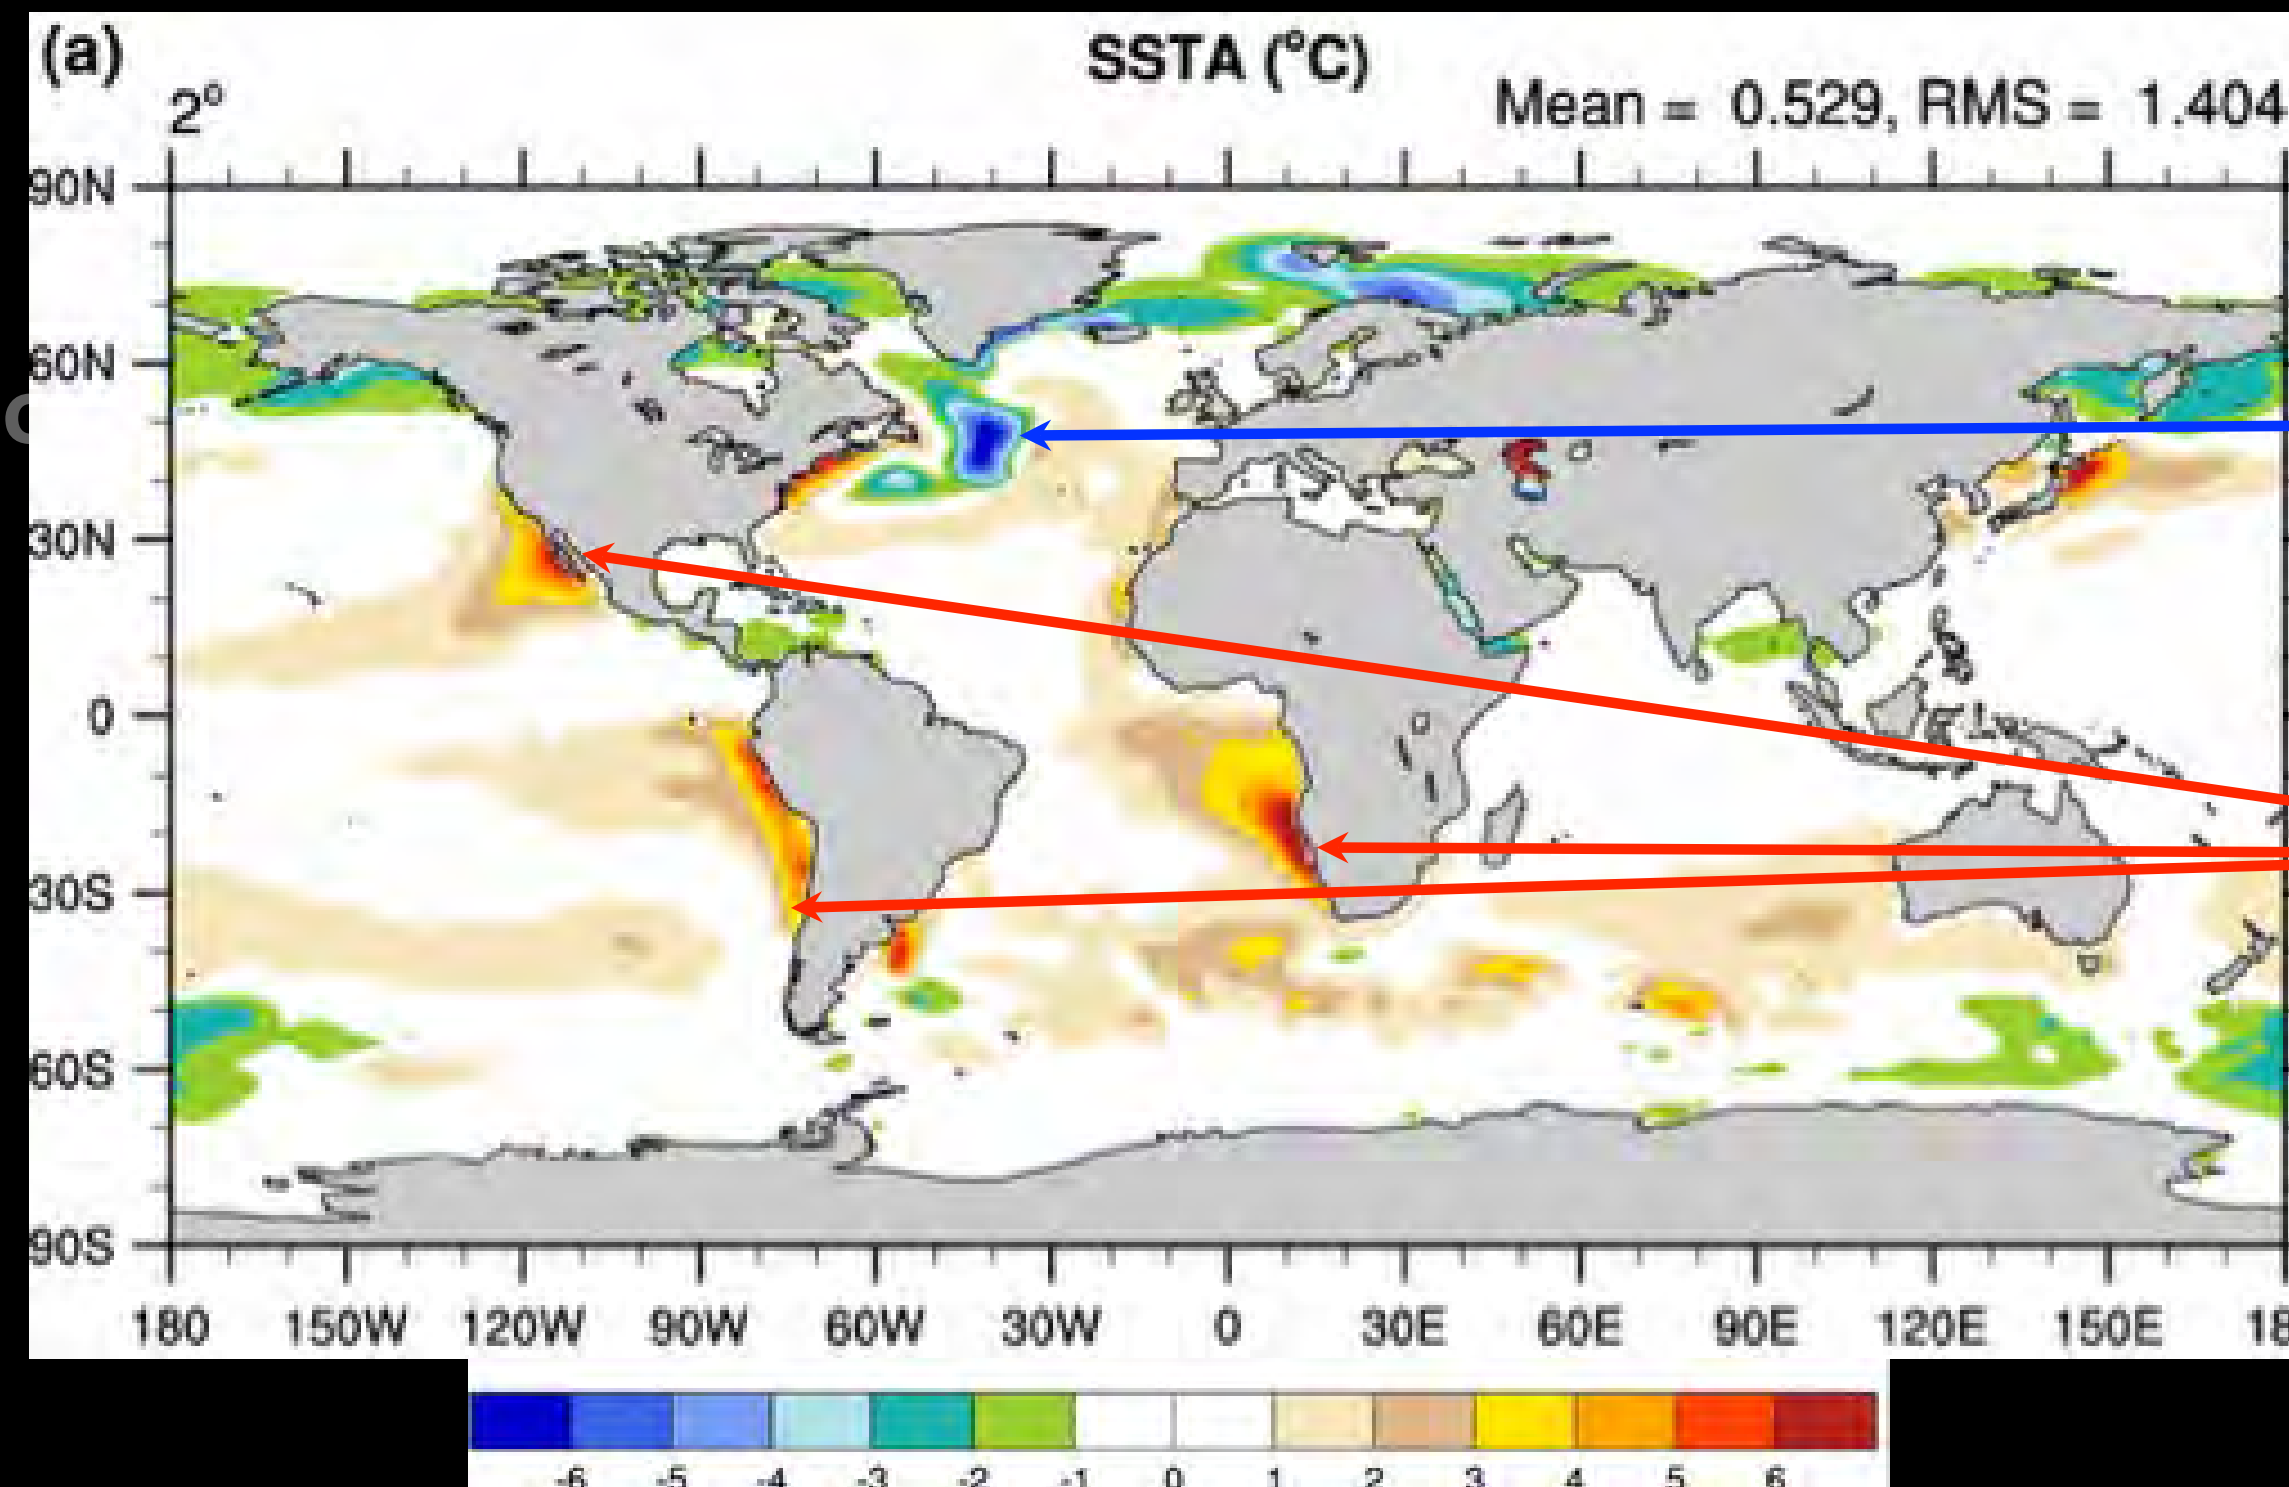 (a)
SSTA (°C)
2°
Mean = 0.529, RMS = 1.404
90N
60N
30N
0
30S
60S
90S
180 150W 120W 90W 60W 30W 0 30E 60E 90E 120E 150E 18
-6 -5 -4 -3 -2 -1 0 1 2 3 4 5 6